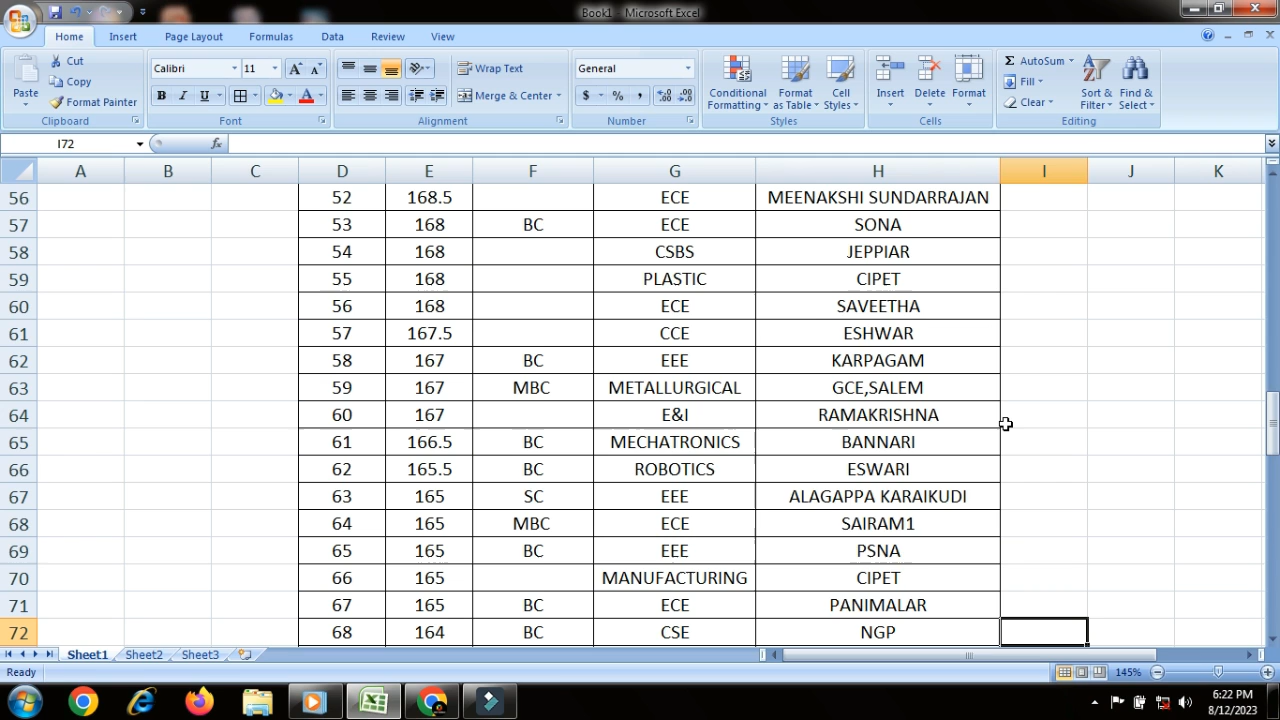 Book1 - Microsoft Excel
Home Insert Page Layout Formulas Data Review View
Paste Cut Copy Format Painter Clipboard
Calibri 11 A A B I U A Font
Wrap Text Merge & Center Alignment
General $ % , .0 .00 .00 .0 Number
Conditional Formatting Format as Table Cell Styles Styles
Insert Delete Format Cells
Σ AutoSum Fill Clear Sort & Filter Find & Select Editing
I72 fx
A B C D E F G H I J K
56 52 168.5 ECE MEENAKSHI SUNDARRAJAN
57 53 168 BC ECE SONA
58 54 168 CSBS JEPPIAR
59 55 168 PLASTIC CIPET
60 56 168 ECE SAVEETHA
61 57 167.5 CCE ESHWAR
62 58 167 BC EEE KARPAGAM
63 59 167 MBC METALLURGICAL GCE,SALEM
64 60 167 E&I RAMAKRISHNA
65 61 166.5 BC MECHATRONICS BANNARI
66 62 165.5 BC ROBOTICS ESWARI
67 63 165 SC EEE ALAGAPPA KARAIKUDI
68 64 165 MBC ECE SAIRAM1
69 65 165 BC EEE PSNA
70 66 165 MANUFACTURING CIPET
71 67 165 BC ECE PANIMALAR
72 68 164 BC CSE NGP
Sheet1 Sheet2 Sheet3
Ready 145%
6:22 PM
8/12/2023